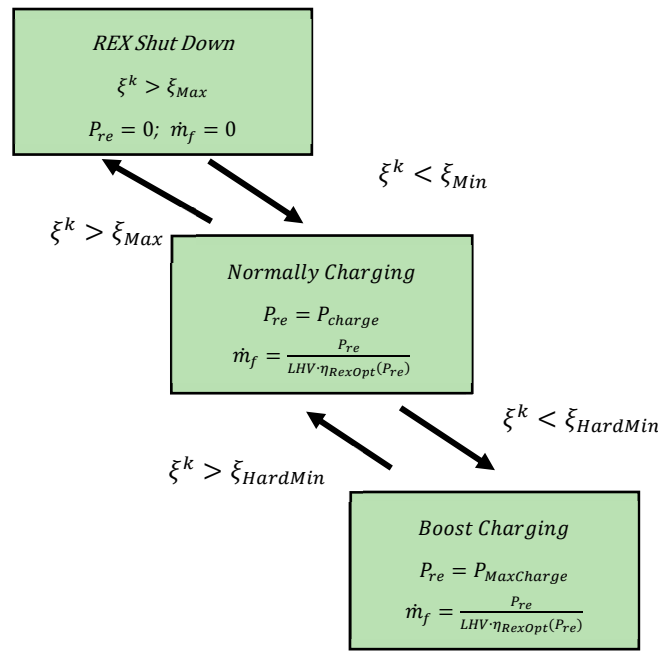 REX Shut Down
ξ^k > ξ_Max
P_re = 0; ṁ_f = 0
ξ^k < ξ_Min
ξ^k > ξ_Max
Normally Charging
P_re = P_charge
ṁ_f = P_re / LHV·η_RexOpt(P_re)
ξ^k < ξ_HardMin
ξ^k > ξ_HardMin
Boost Charging
P_re = P_MaxCharge
ṁ_f = P_re / LHV·η_RexOpt(P_re)